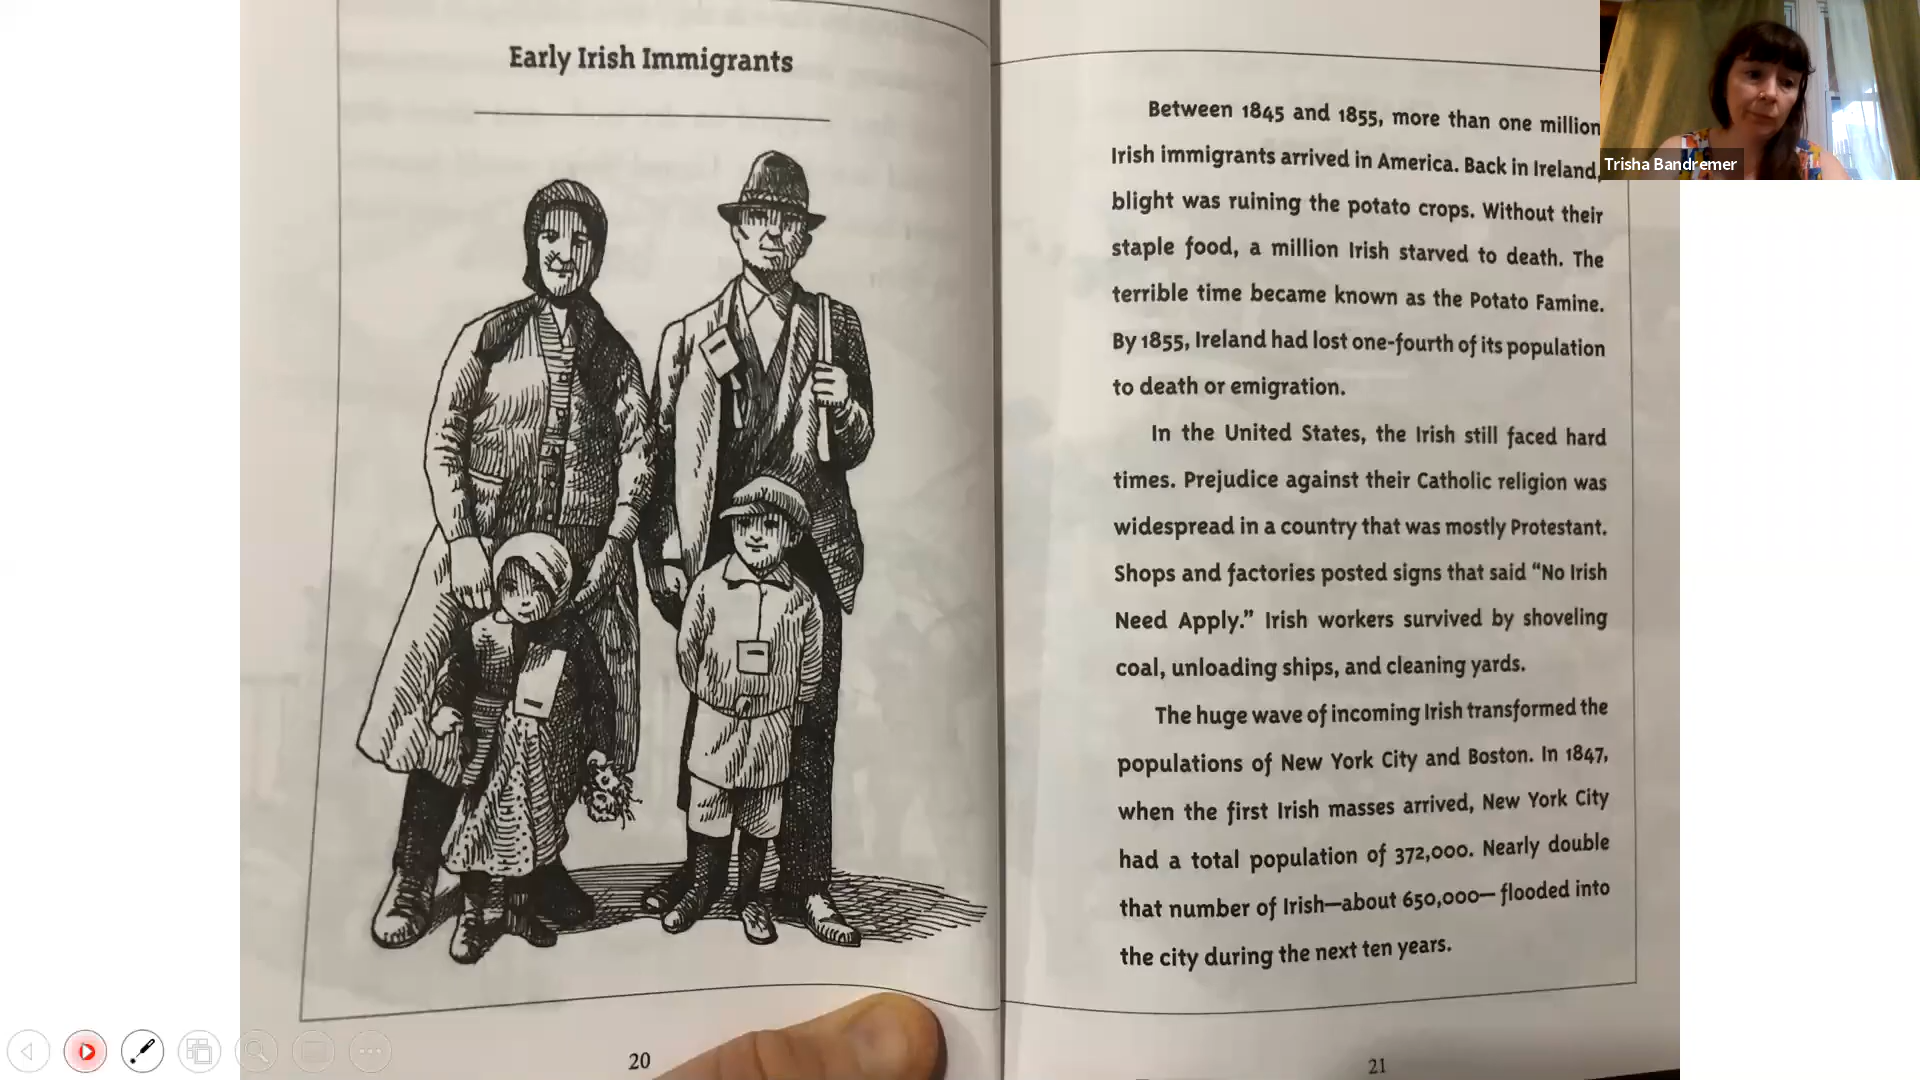 Early Irish Immigrants
20
Between 1845 and 1855, more than one million
Irish immigrants arrived in America. Back in Ireland,
blight was ruining the potato crops. Without their
staple food, a million Irish starved to death. The
terrible time became known as the Potato Famine.
By 1855, Ireland had lost one-fourth of its population
to death or emigration.
In the United States, the Irish still faced hard
times. Prejudice against their Catholic religion was
widespread in a country that was mostly Protestant.
Shops and factories posted signs that said “No Irish
Need Apply.” Irish workers survived by shoveling
coal, unloading ships, and cleaning yards.
The huge wave of incoming Irish transformed the
populations of New York City and Boston. In 1847,
when the first Irish masses arrived, New York City
had a total population of 372,000. Nearly double
that number of Irish—about 650,000— flooded into
the city during the next ten years.
21
Trisha Bandremer